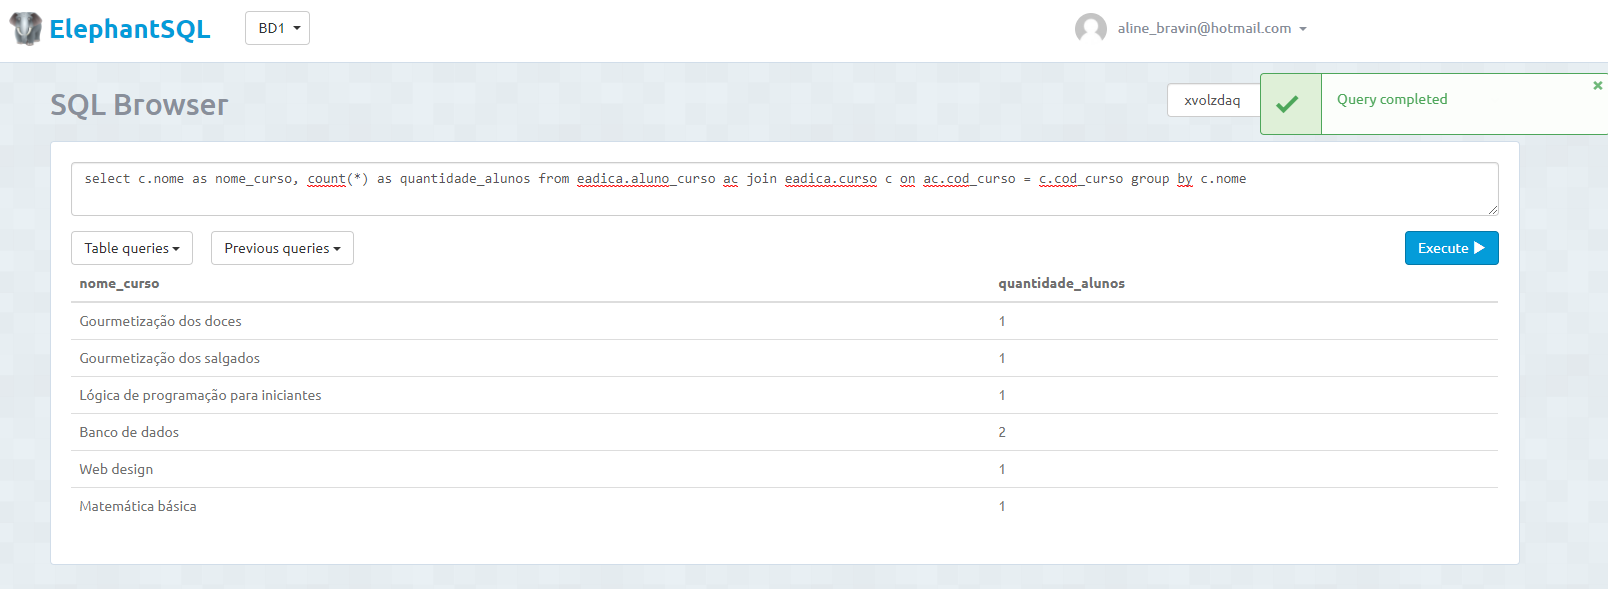 ElephantSQL
BD1
aline_bravin@hotmail.com
SQL Browser
xvolzdaq
Query completed
select c.nome as nome_curso, count(*) as quantidade_alunos from eadica.aluno_curso ac join eadica.curso c on ac.cod_curso = c.cod_curso group by c.nome
Table queries
Previous queries
Execute
nome_curso quantidade_alunos
Gourmetização dos doces 1
Gourmetização dos salgados 1
Lógica de programação para iniciantes 1
Banco de dados 2
Web design 1
Matemática básica 1